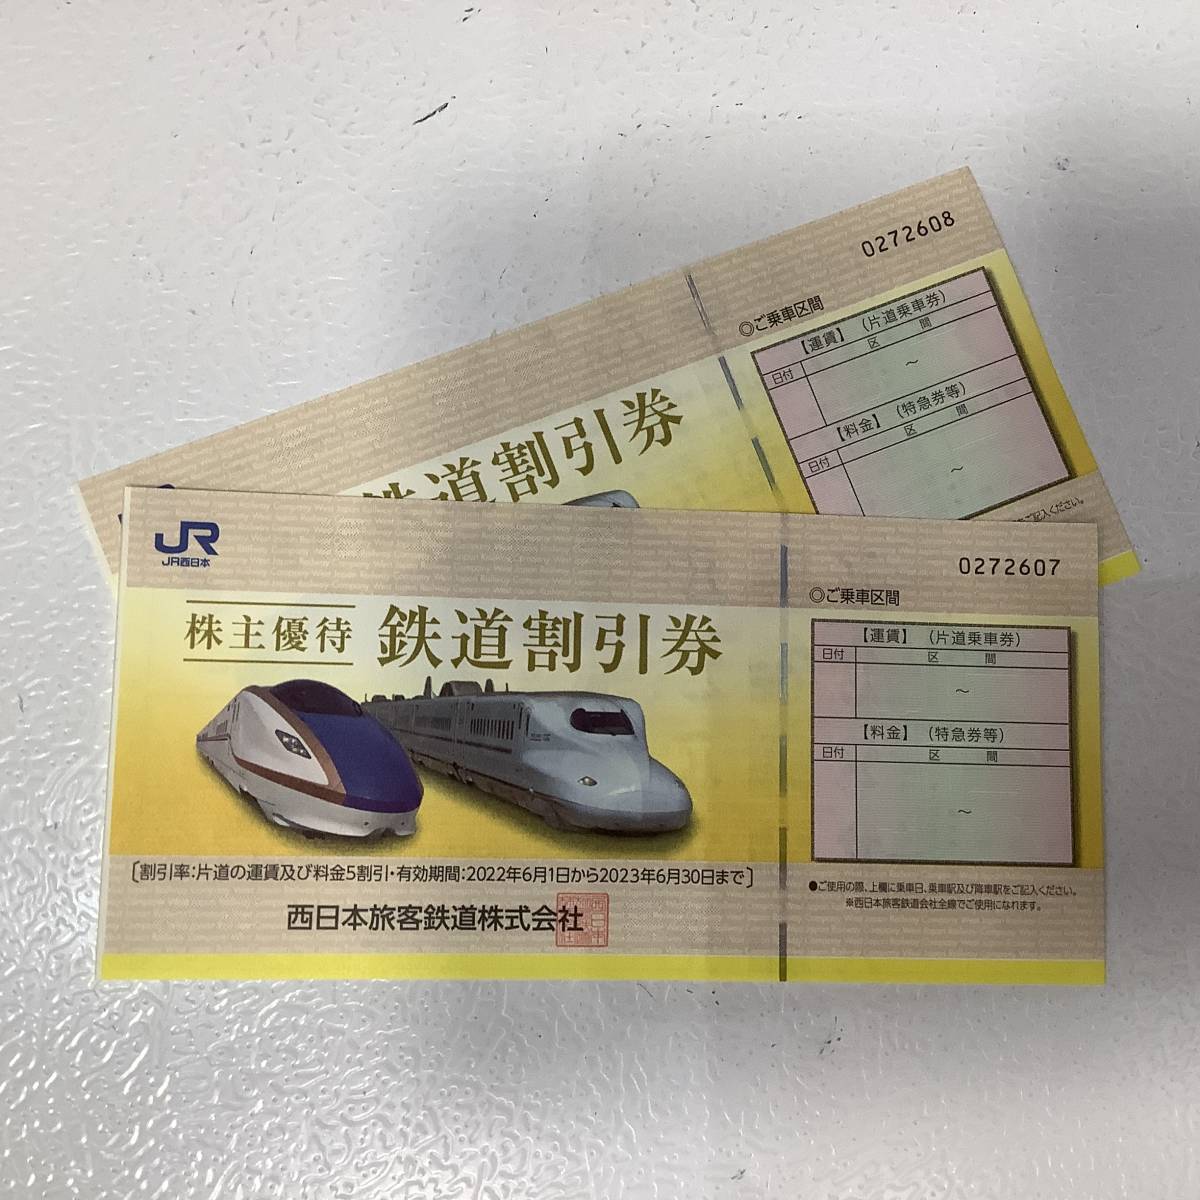 0272608
◎ご乗車区間
【運賃】（片道乗車券）
日付 区 間
～
【料金】（特急券等）
日付 区 間
～
をご記入ください。
鉄道割引券
JR
JR西日本
0272607
株主優待 鉄道割引券
◎ご乗車区間
【運賃】（片道乗車券）
日付 区 間
～
【料金】（特急券等）
日付 区 間
～
〔割引率：片道の運賃及び料金5割引・有効期間：2022年6月1日から2023年6月30日まで〕
西日本旅客鉄道株式会社
●ご使用の際、上欄に乗車日、乗車駅及び降車駅をご記入ください。
※西日本旅客鉄道会社全線でご使用になれます。